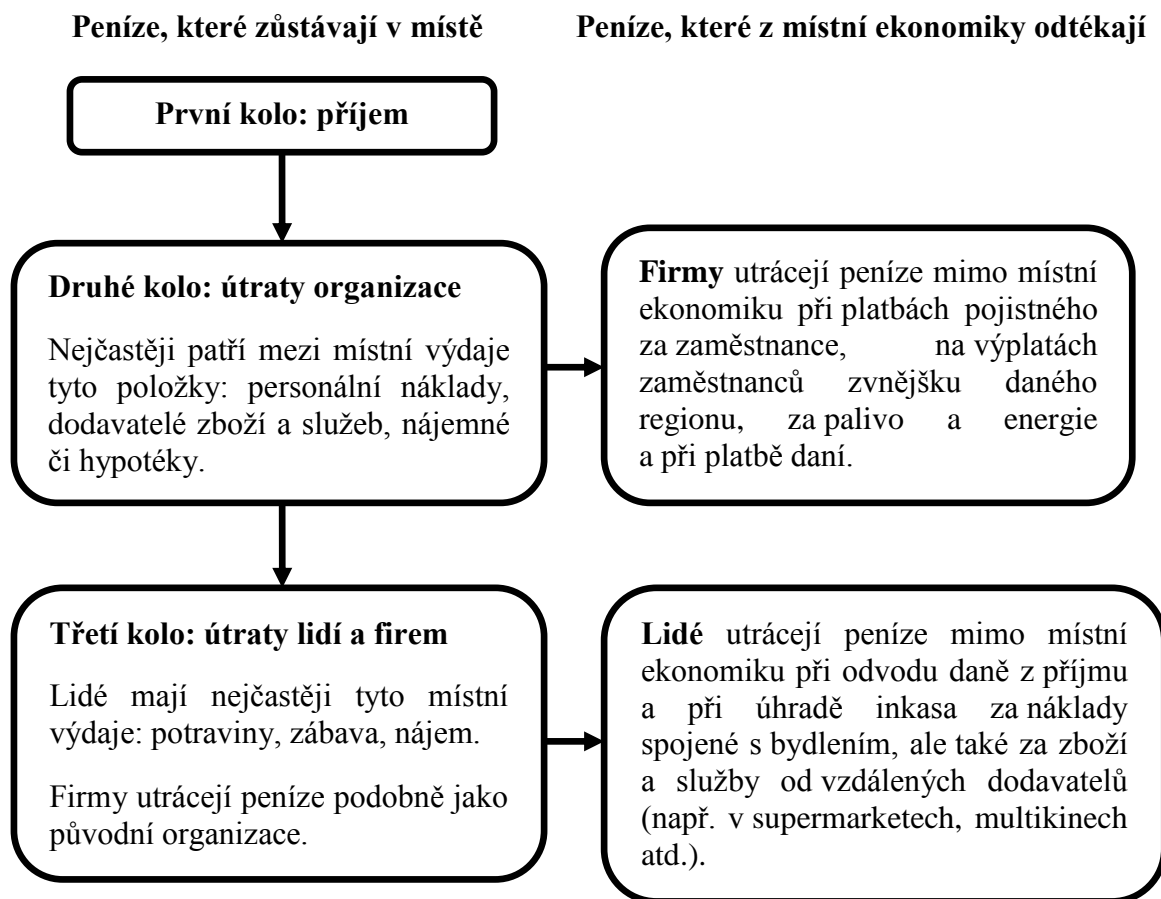 Peníze, které zůstávají v místě
Peníze, které z místní ekonomiky odtékají
První kolo: příjem
Druhé kolo: útraty organizace
Nejčastěji patří mezi místní výdaje
tyto položky: personální náklady,
dodavatelé zboží a služeb, nájemné
či hypotéky.
Firmy utrácejí peníze mimo místní
ekonomiku při platbách pojistného
za zaměstnance, na výplatách
zaměstnanců zvnějšku daného
regionu, za palivo a energie
a při platbě daní.
Třetí kolo: útraty lidí a firem
Lidé mají nejčastěji tyto místní
výdaje: potraviny, zábava, nájem.
Firmy utrácejí peníze podobně jako
původní organizace.
Lidé utrácejí peníze mimo místní
ekonomiku při odvodu daně z příjmu
a při úhradě inkasa za náklady
spojené s bydlením, ale také za zboží
a služby od vzdálených dodavatelů
(např. v supermarketech, multikinech
atd.).